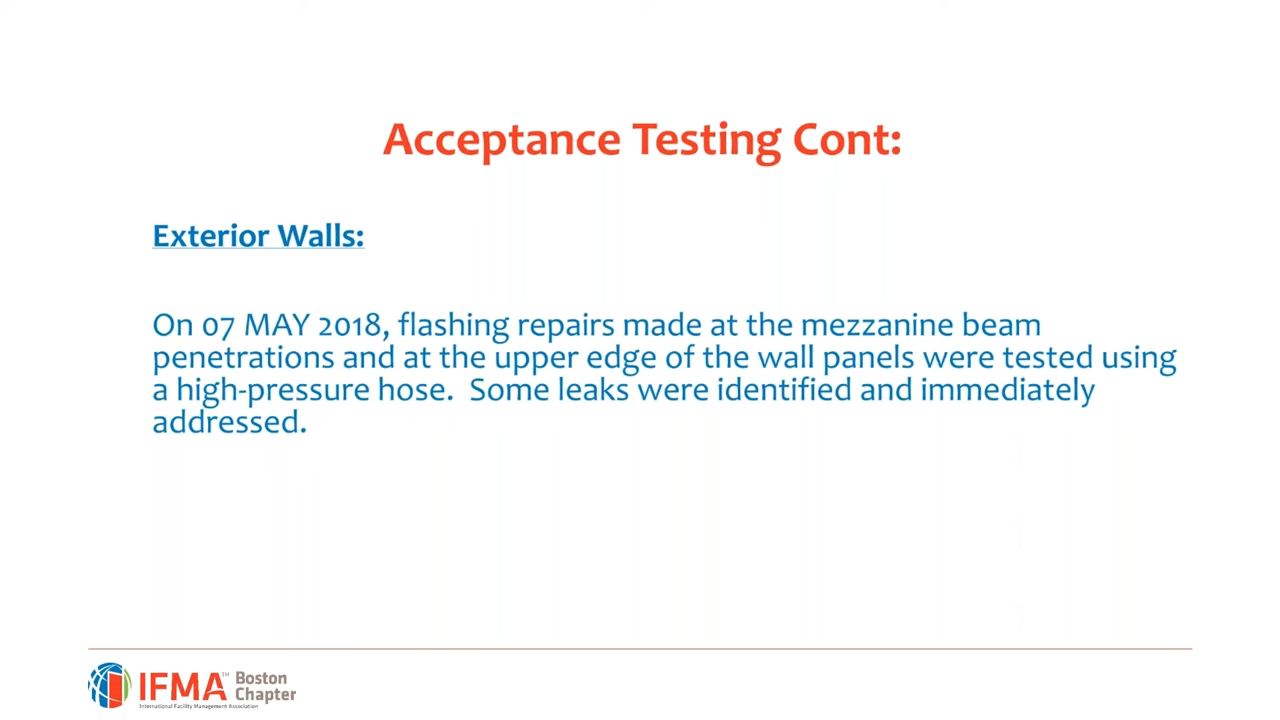 Acceptance Testing Cont:
Exterior Walls:
On 07 MAY 2018, flashing repairs made at the mezzanine beam
penetrations and at the upper edge of the wall panels were tested using
a high-pressure hose.  Some leaks were identified and immediately
addressed.
IFMA™
Boston
Chapter
International Facility Management Association